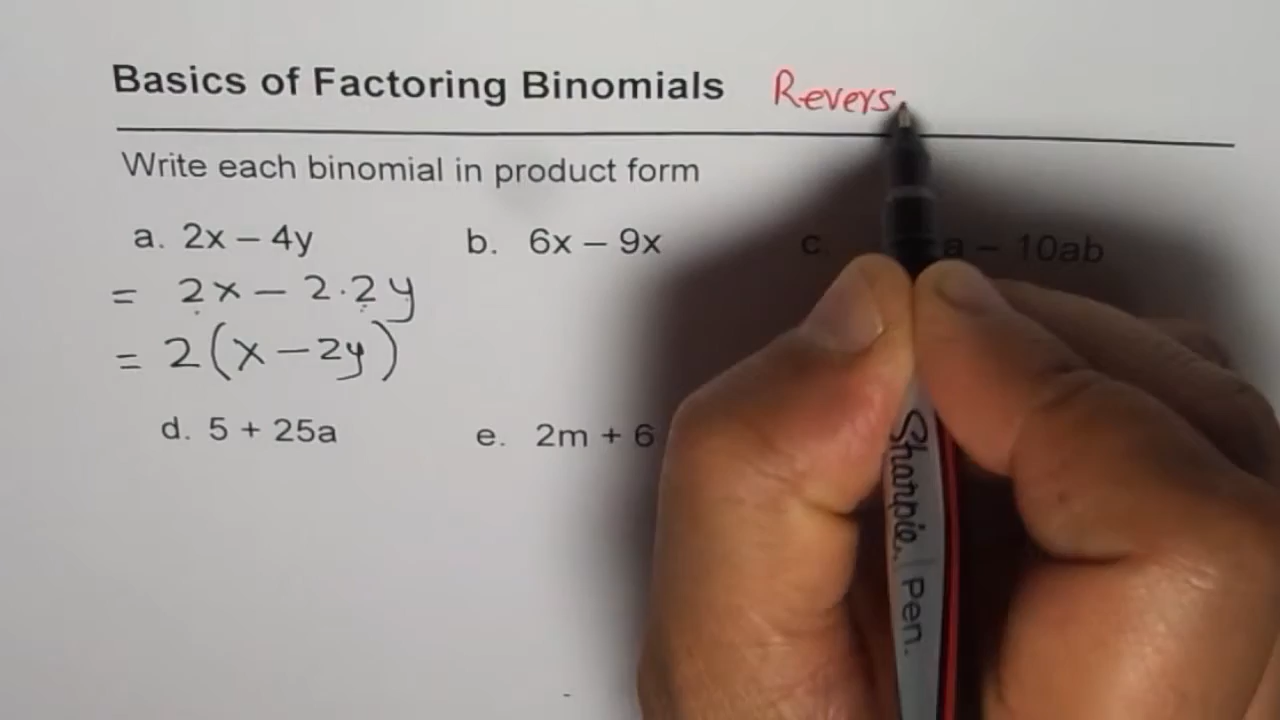 Basics of Factoring Binomials Revers
Write each binomial in product form
a. 2x – 4y b. 6x – 9x c. a – 10ab
= 2x – 2·2y
= 2(x – 2y)
d. 5 + 25a e. 2m + 6
Sharpie. Pen.